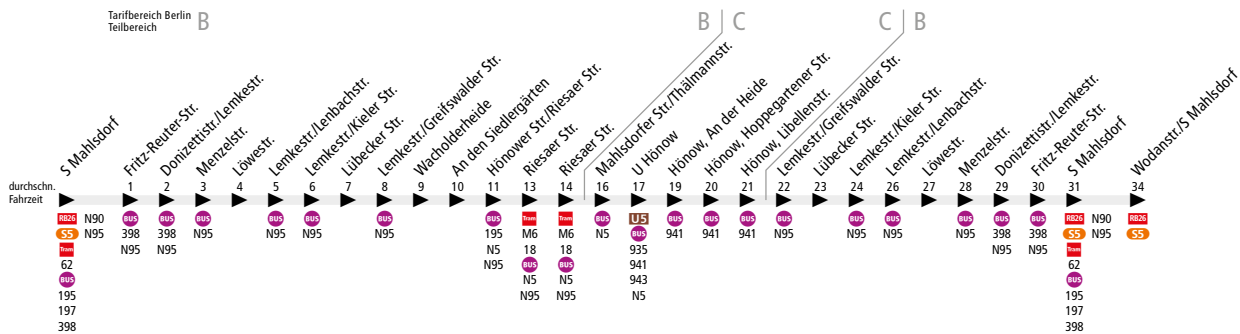 Tarifbereich Berlin
Teilbereich
B
B
C
C
B
S Mahlsdorf
Fritz-Reuter-Str.
Donizettistr./Lemkestr.
Menzelstr.
Löwestr.
Lemkestr./Lenbachstr.
Lemkestr./Kieler Str.
Lübecker Str.
Lemkestr./Greifswalder Str.
Wacholderheide
An den Siedlergärten
Hönower Str./Riesaer Str.
Riesaer Str.
Riesaer Str.
Mahlsdorfer Str./Thälmannstr.
U Hönow
Hönow, An der Heide
Hönow, Hoppegartener Str.
Hönow, Libellenstr.
Lemkestr./Greifswalder Str.
Lübecker Str.
Lemkestr./Kieler Str.
Lemkestr./Lenbachstr.
Löwestr.
Menzelstr.
Donizettistr./Lemkestr.
Fritz-Reuter-Str.
S Mahlsdorf
Wodanstr./S Mahlsdorf
durchschn.
Fahrzeit
1 2 3 4 5 6 7 8 9 10 11 13 14 16 17 19 20 21 22 23 24 26 27 28 29 30 31 34
RB26 N90
S5 N95
Tram
62
BUS
195
197
398
BUS
398
N95
BUS
398
N95
BUS
N95
BUS
N95
BUS
N95
BUS
N95
BUS
195
N5
N95
Tram
M6
18
BUS
N5
N95
Tram
M6
18
BUS
N5
N95
BUS
N5
U5
BUS
935
941
943
N5
BUS
941
BUS
941
BUS
941
BUS
N95
BUS
N95
BUS
N95
BUS
N95
BUS
398
N95
BUS
398
N95
RB26 N90
S5 N95
Tram
62
BUS
195
197
398
RB26
S5